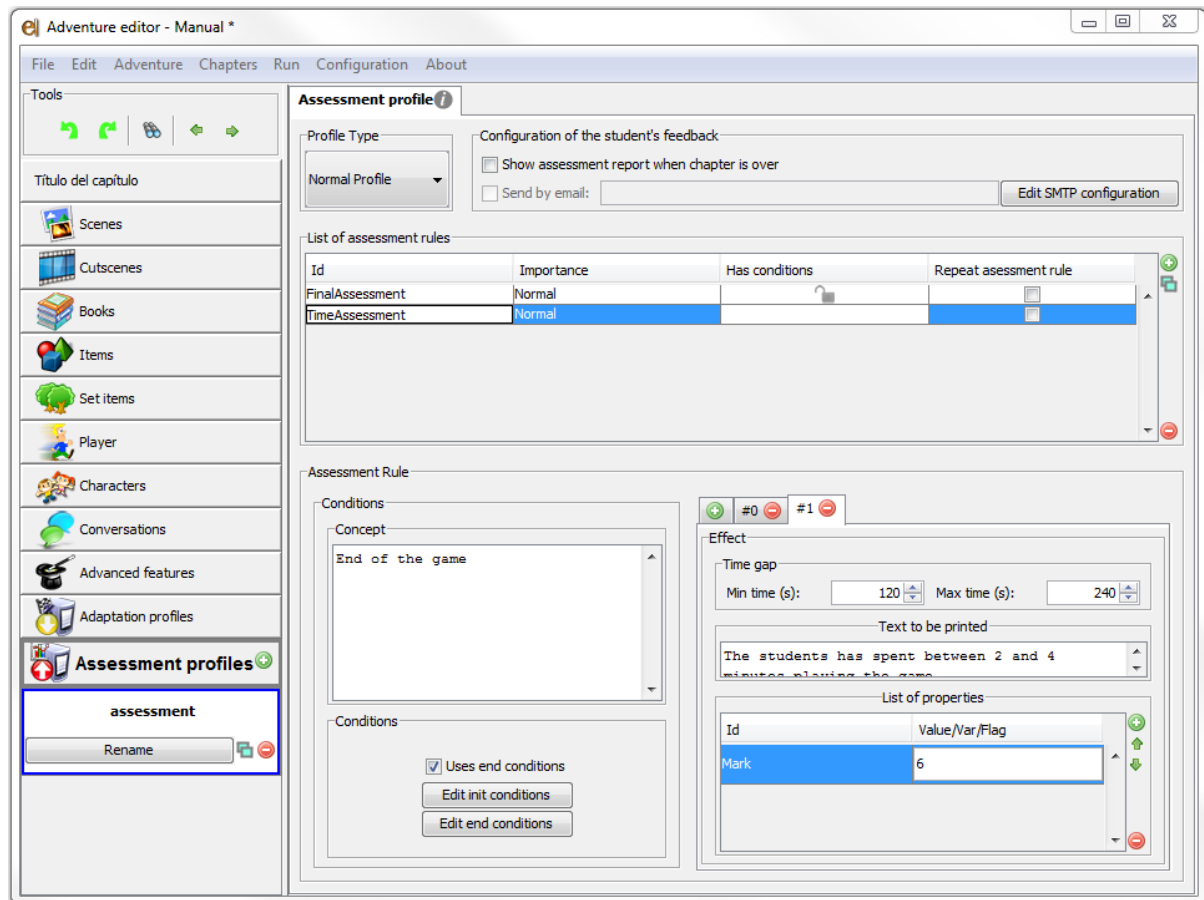 Adventure editor - Manual *
File Edit Adventure Chapters Run Configuration About
Tools
Título del capítulo
Scenes
Cutscenes
Books
Items
Set items
Player
Characters
Conversations
Advanced features
Adaptation profiles
Assessment profiles
assessment
Rename
Assessment profile
Profile Type
Normal Profile
Configuration of the student's feedback
Show assessment report when chapter is over
Send by email:
Edit SMTP configuration
List of assessment rules
Id Importance Has conditions Repeat asessment rule
FinalAssessment Normal
TimeAssessment Normal
Assessment Rule
Conditions
Concept
End of the game
Conditions
Uses end conditions
Edit init conditions
Edit end conditions
#0 #1
Effect
Time gap
Min time (s): 120 Max time (s): 240
Text to be printed
The students has spent between 2 and 4
minutes playing the game
List of properties
Id Value/Var/Flag
Mark 6